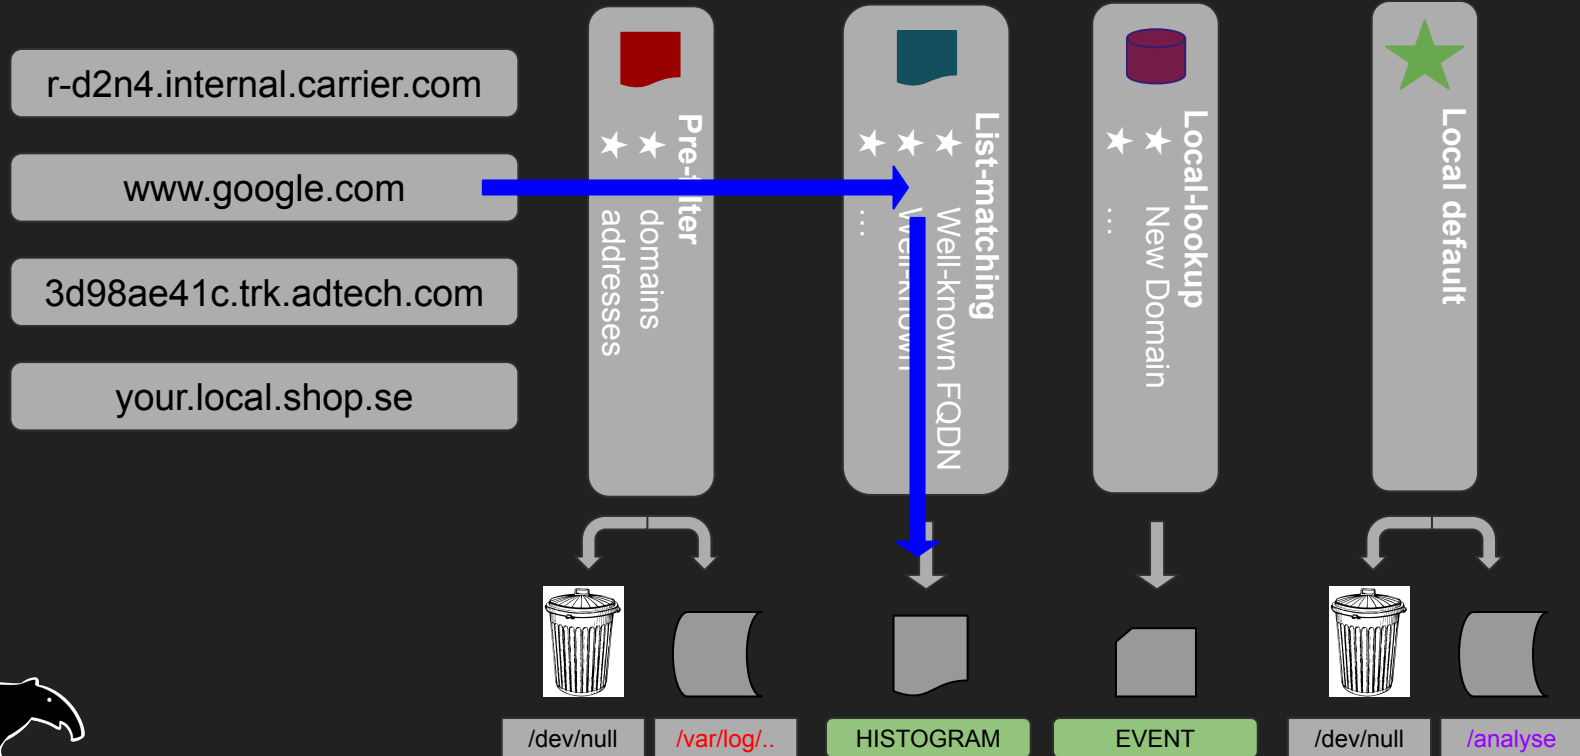 r-d2n4.internal.carrier.com
www.google.com
3d98ae41c.trk.adtech.com
your.local.shop.se
Pre-filter
★ domains
★ addresses
List-matching
★ Well-known FQDN
★ Well-known
★ ...
Local-lookup
★ New Domain
★ ...
Local default
/dev/null
/var/log/..
HISTOGRAM
EVENT
/dev/null
/analyse